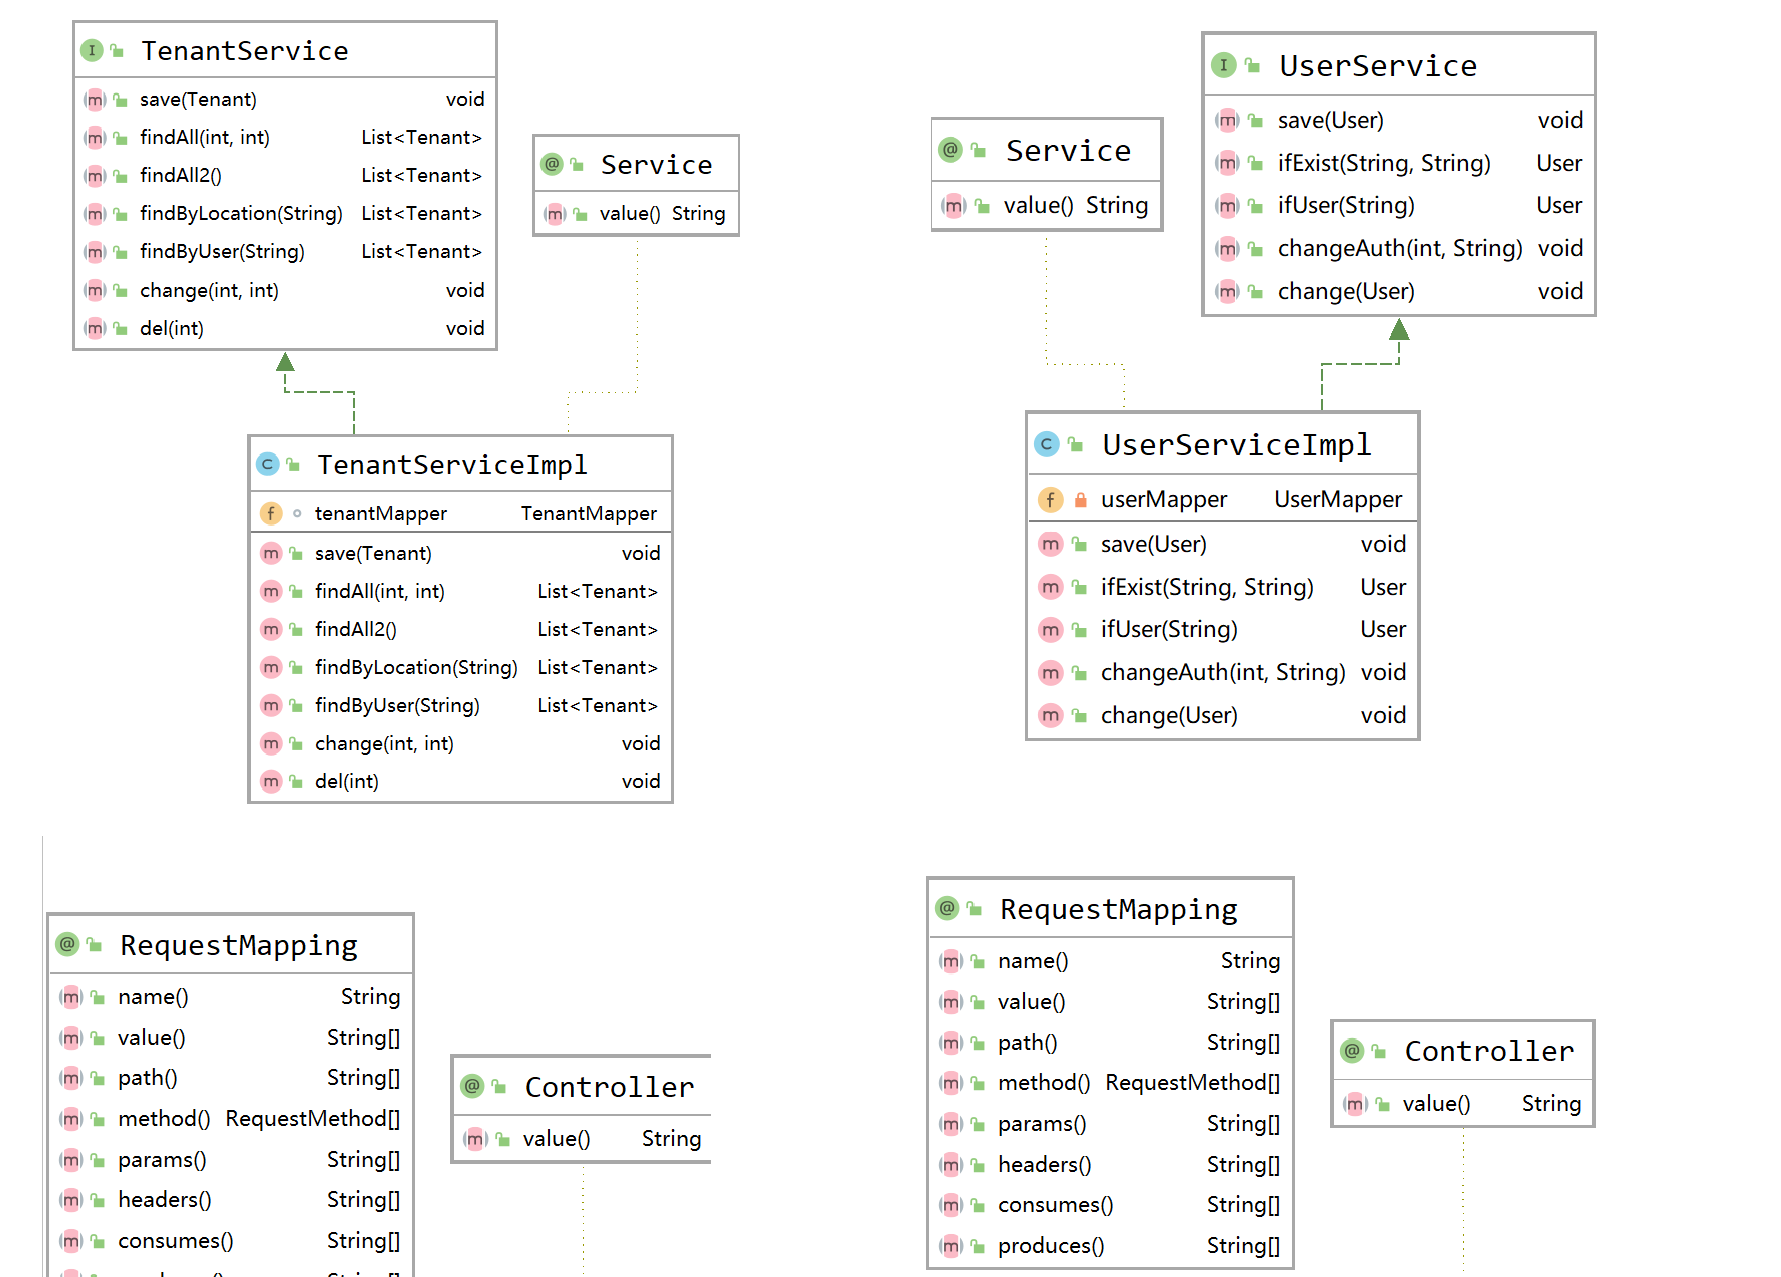 TenantService
save(Tenant) void
findAll(int, int) List<Tenant>
findAll2() List<Tenant>
findByLocation(String) List<Tenant>
findByUser(String) List<Tenant>
change(int, int) void
del(int) void
Service
value() String
TenantServiceImpl
tenantMapper TenantMapper
save(Tenant) void
findAll(int, int) List<Tenant>
findAll2() List<Tenant>
findByLocation(String) List<Tenant>
findByUser(String) List<Tenant>
change(int, int) void
del(int) void
Service
value() String
UserService
save(User) void
ifExist(String, String) User
ifUser(String) User
changeAuth(int, String) void
change(User) void
UserServiceImpl
userMapper UserMapper
save(User) void
ifExist(String, String) User
ifUser(String) User
changeAuth(int, String) void
change(User) void
RequestMapping
name() String
value() String[]
path() String[]
method() RequestMethod[]
params() String[]
headers() String[]
consumes() String[]
Controller
value() String
RequestMapping
name() String
value() String[]
path() String[]
method() RequestMethod[]
params() String[]
headers() String[]
consumes() String[]
produces() String[]
Controller
value() String